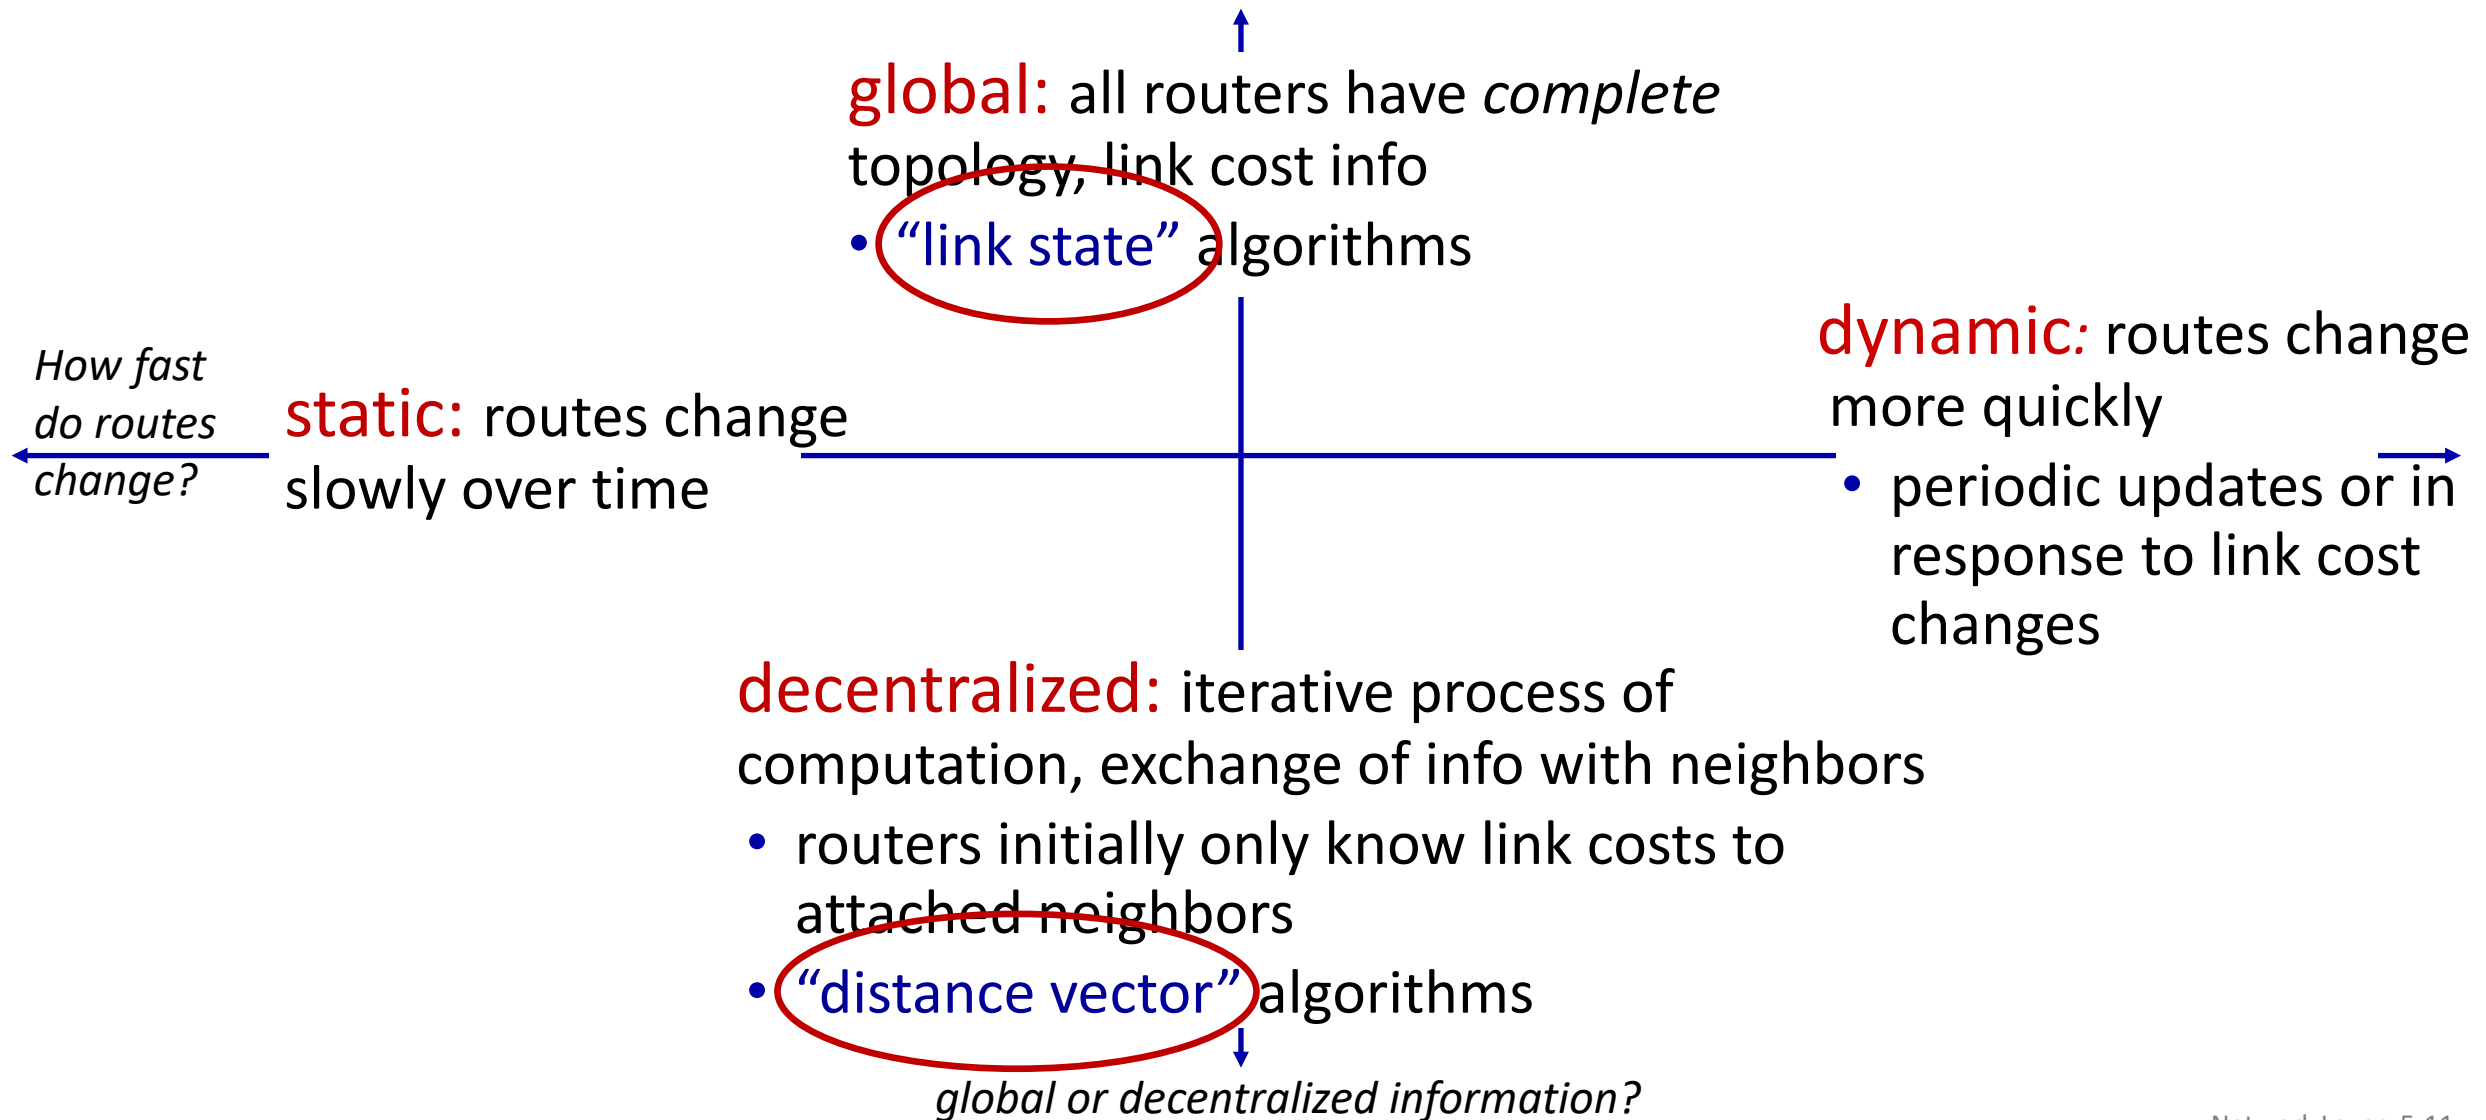 global: all routers have complete
topology, link cost info
• “link state” algorithms
How fast
do routes
change?
static: routes change
slowly over time
dynamic: routes change
more quickly
• periodic updates or in
response to link cost
changes
decentralized: iterative process of
computation, exchange of info with neighbors
• routers initially only know link costs to
attached neighbors
• “distance vector” algorithms
global or decentralized information?